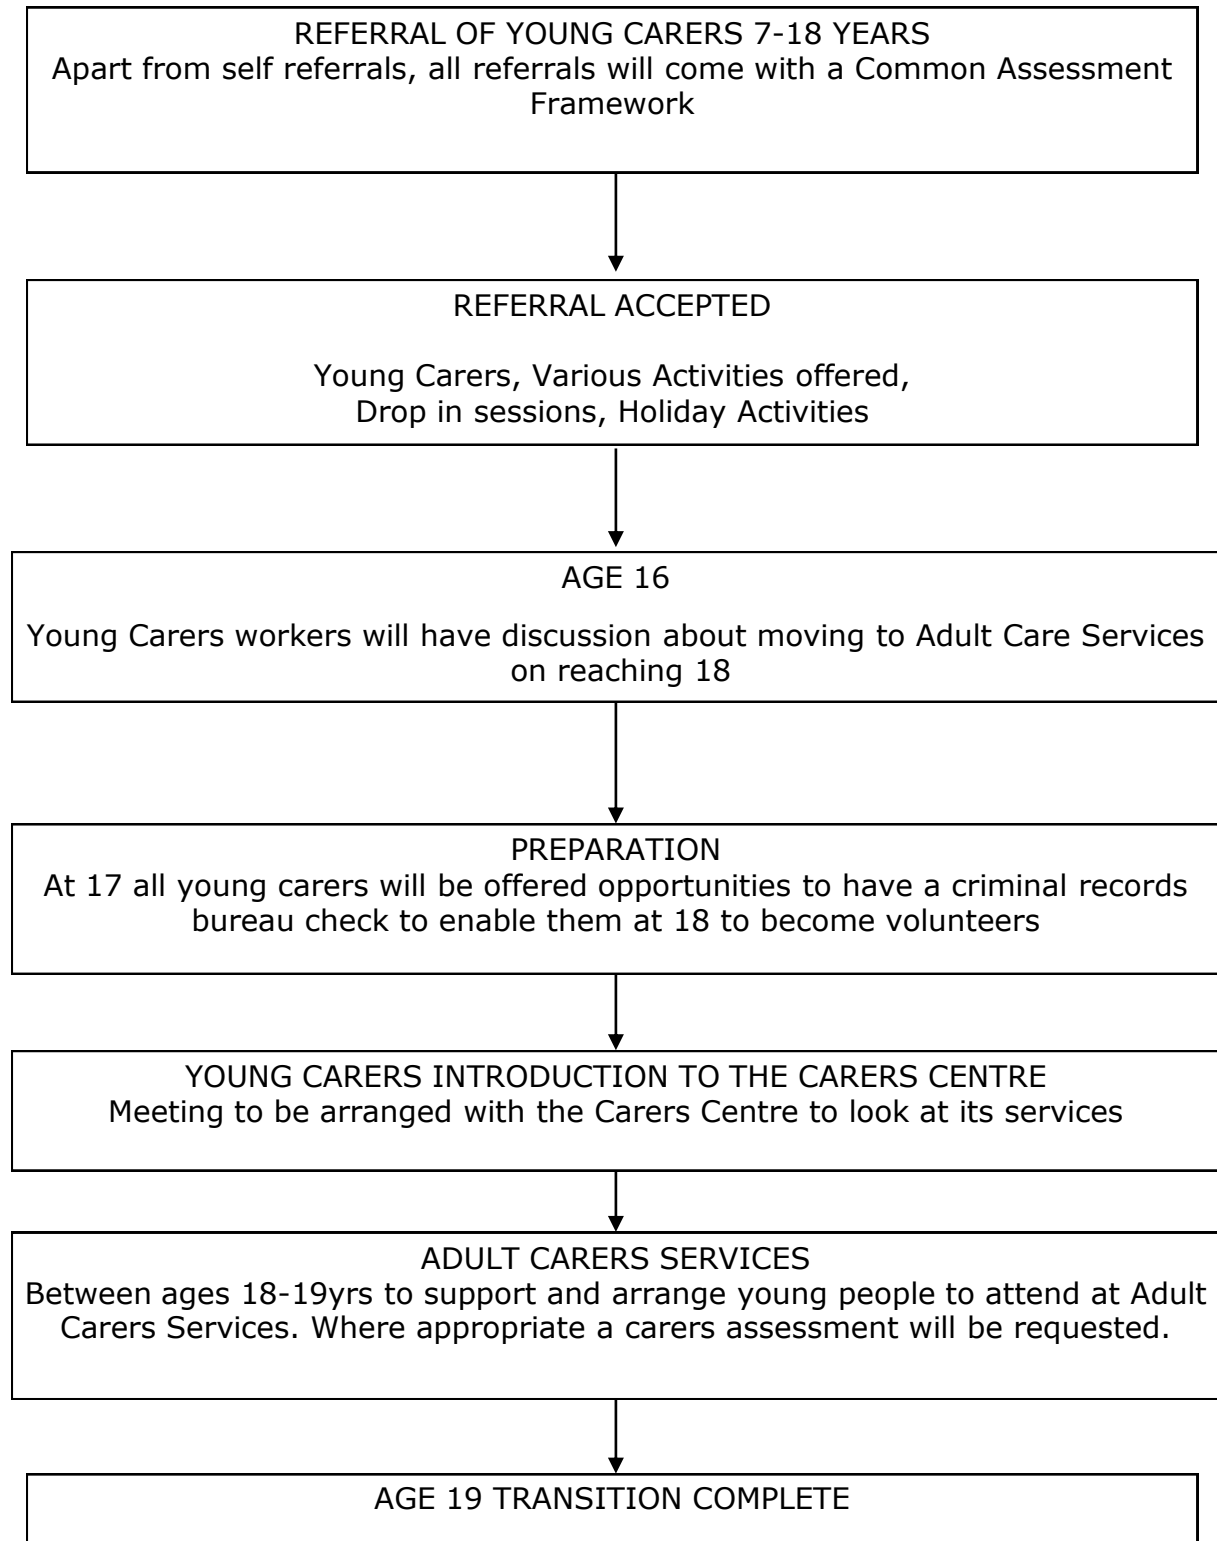 REFERRAL OF YOUNG CARERS 7-18 YEARS
Apart from self referrals, all referrals will come with a Common Assessment
Framework
REFERRAL ACCEPTED
Young Carers, Various Activities offered,
Drop in sessions, Holiday Activities
AGE 16
Young Carers workers will have discussion about moving to Adult Care Services
on reaching 18
PREPARATION
At 17 all young carers will be offered opportunities to have a criminal records
bureau check to enable them at 18 to become volunteers
YOUNG CARERS INTRODUCTION TO THE CARERS CENTRE
Meeting to be arranged with the Carers Centre to look at its services
ADULT CARERS SERVICES
Between ages 18-19yrs to support and arrange young people to attend at Adult
Carers Services. Where appropriate a carers assessment will be requested.
AGE 19 TRANSITION COMPLETE